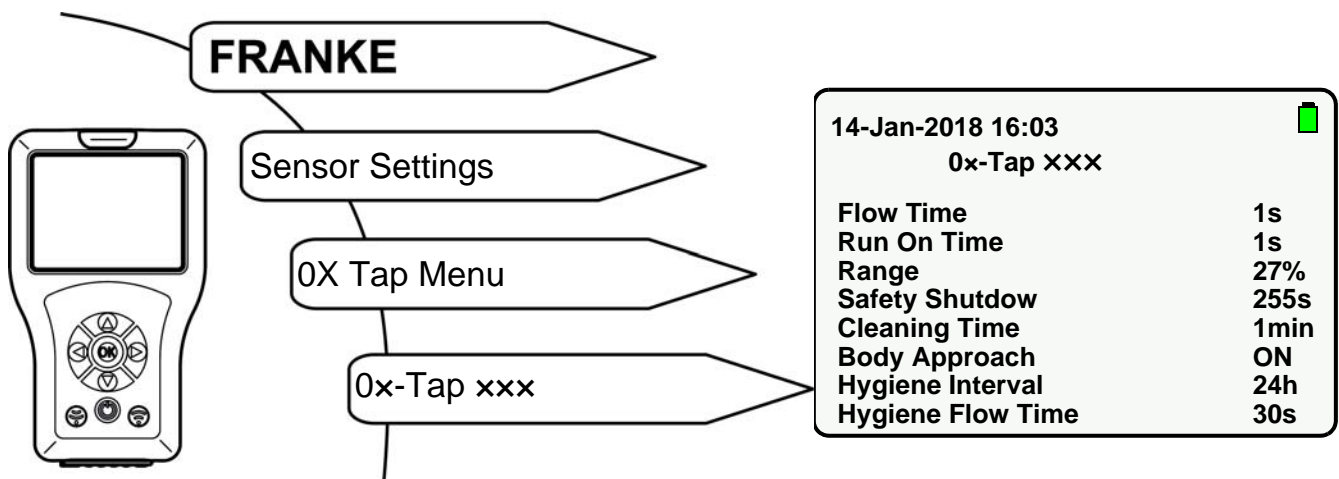 FRANKE
Sensor Settings
0X Tap Menu
0×-Tap ×××
OK
14-Jan-2018 16:03
0×-Tap ×××
Flow Time 1s
Run On Time 1s
Range 27%
Safety Shutdow 255s
Cleaning Time 1min
Body Approach ON
Hygiene Interval 24h
Hygiene Flow Time 30s